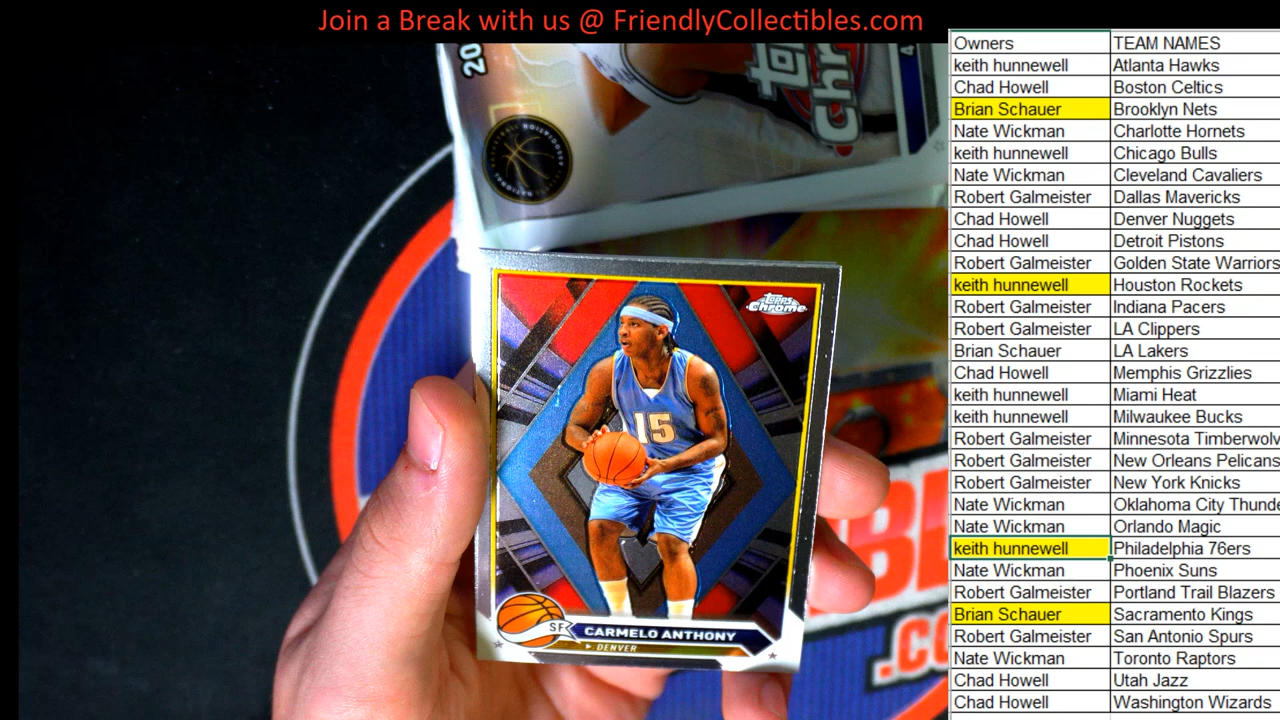 Join a Break with us @ FriendlyCollectibles.com
Owners TEAM NAMES
keith hunnewell Atlanta Hawks
Chad Howell Boston Celtics
Brian Schauer Brooklyn Nets
Nate Wickman Charlotte Hornets
keith hunnewell Chicago Bulls
Nate Wickman Cleveland Cavaliers
Robert Galmeister Dallas Mavericks
Chad Howell Denver Nuggets
Chad Howell Detroit Pistons
Robert Galmeister Golden State Warriors
keith hunnewell Houston Rockets
Robert Galmeister Indiana Pacers
Robert Galmeister LA Clippers
Brian Schauer LA Lakers
Chad Howell Memphis Grizzlies
keith hunnewell Miami Heat
keith hunnewell Milwaukee Bucks
Robert Galmeister Minnesota Timberwolv
Robert Galmeister New Orleans Pelicans
Robert Galmeister New York Knicks
Nate Wickman Oklahoma City Thunde
Nate Wickman Orlando Magic
keith hunnewell Philadelphia 76ers
Nate Wickman Phoenix Suns
Robert Galmeister Portland Trail Blazers
Brian Schauer Sacramento Kings
Robert Galmeister San Antonio Spurs
Nate Wickman Toronto Raptors
Chad Howell Utah Jazz
Chad Howell Washington Wizards
20
Topps Chrome
15
SF CARMELO ANTHONY
DENVER
.CO